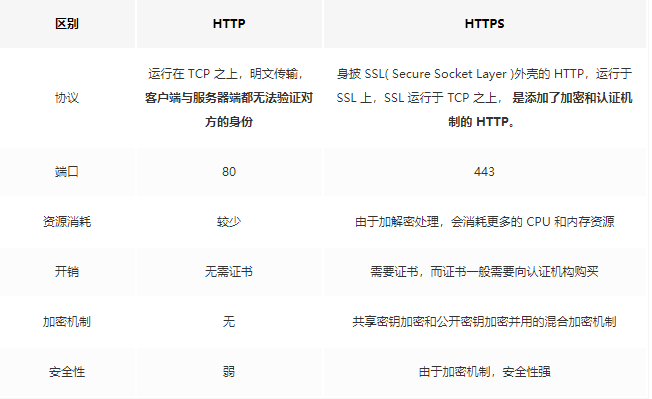 区别
HTTP
HTTPS
协议
运行在 TCP 之上，明文传输，
客户端与服务器端都无法验证对
方的身份
身披 SSL( Secure Socket Layer )外壳的 HTTP，运行于
SSL 上，SSL 运行于 TCP 之上， 是添加了加密和认证机
制的 HTTP。
端口
80
443
资源消耗
较少
由于加解密处理，会消耗更多的 CPU 和内存资源
开销
无需证书
需要证书，而证书一般需要向认证机构购买
加密机制
无
共享密钥加密和公开密钥加密并用的混合加密机制
安全性
弱
由于加密机制，安全性强